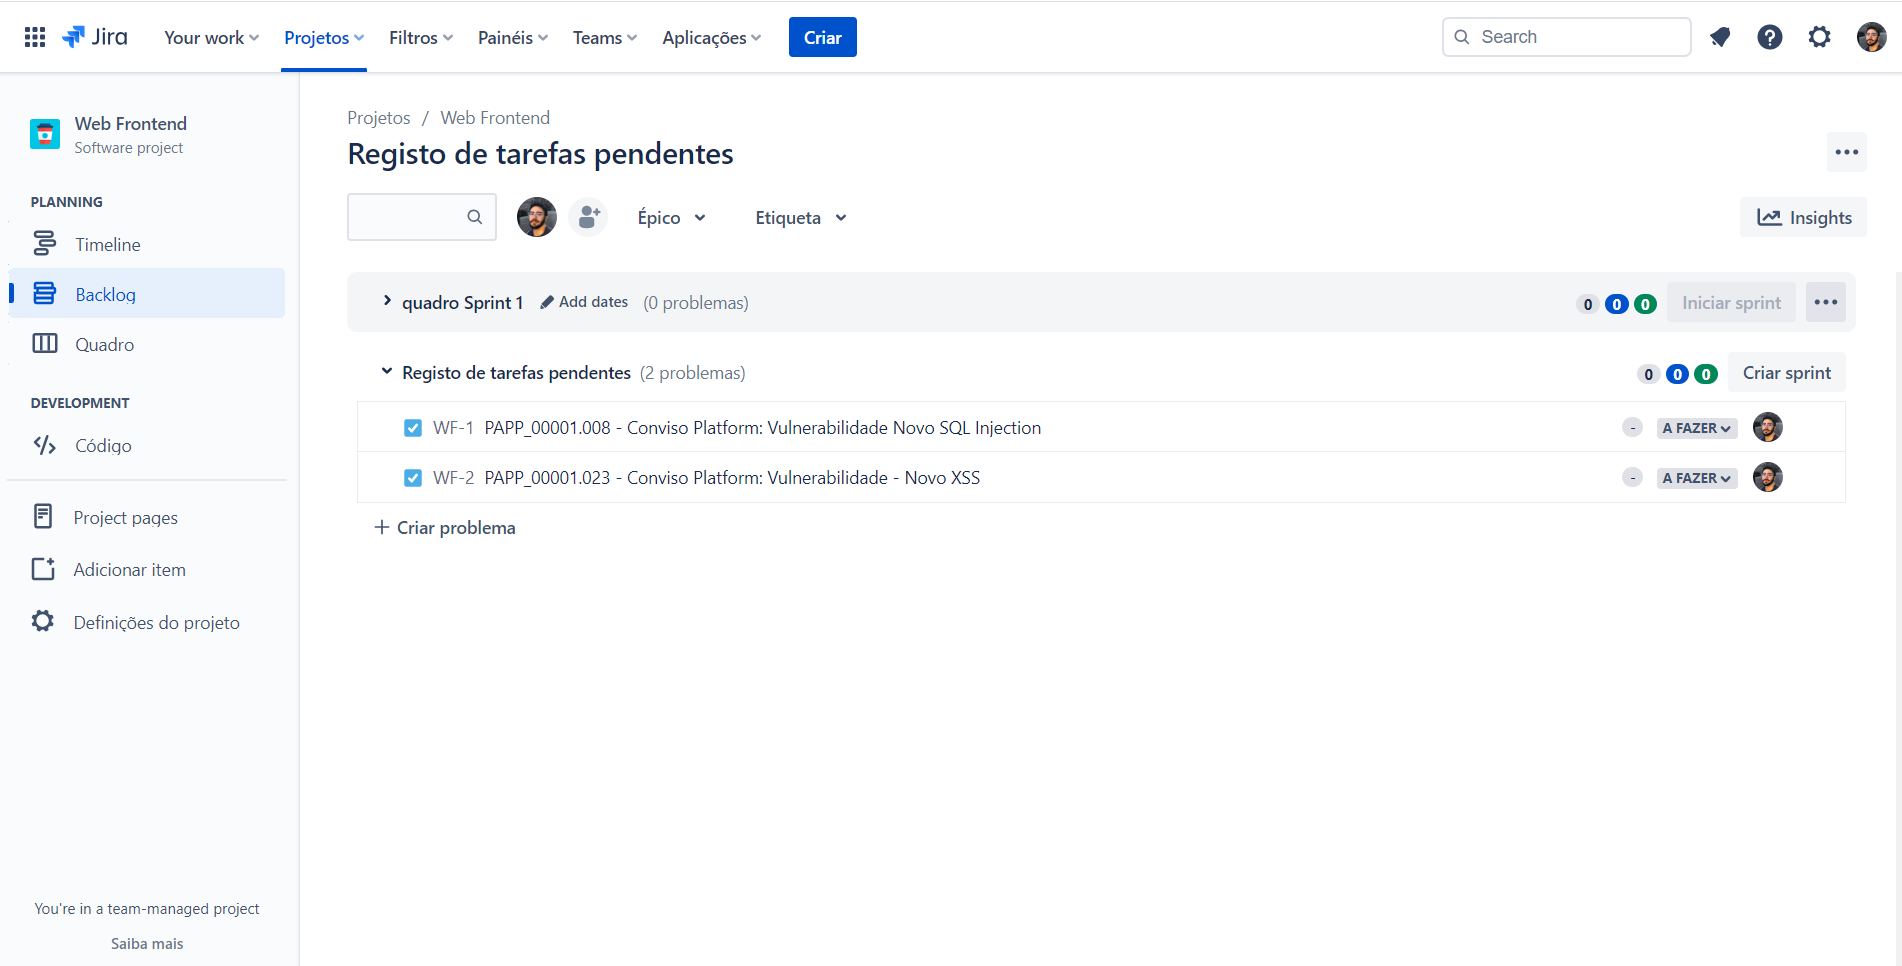 Jira Your work Projetos Filtros Painéis Teams Aplicações Criar Search
Web Frontend
Software project
PLANNING
Timeline
Backlog
Quadro
DEVELOPMENT
Código
Project pages
Adicionar item
Definições do projeto
You're in a team-managed project
Saiba mais
Projetos / Web Frontend
Registo de tarefas pendentes
Épico Etiqueta Insights
quadro Sprint 1 Add dates (0 problemas) 0 0 0 Iniciar sprint
Registo de tarefas pendentes (2 problemas) 0 0 0 Criar sprint
WF-1 PAPP_00001.008 - Conviso Platform: Vulnerabilidade Novo SQL Injection - A FAZER
WF-2 PAPP_00001.023 - Conviso Platform: Vulnerabilidade - Novo XSS - A FAZER
+ Criar problema